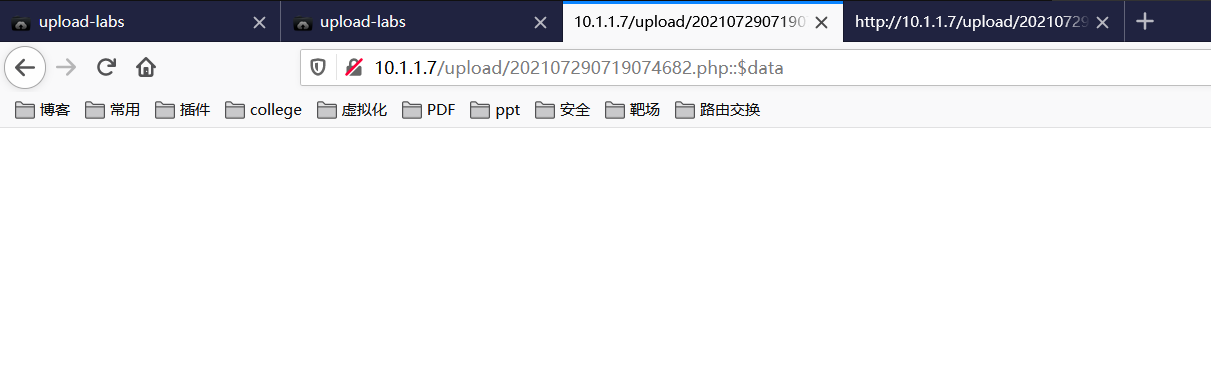 upload-labs upload-labs 10.1.1.7/upload/2021072907190 http://10.1.1.7/upload/20210729
10.1.1.7/upload/202107290719074682.php::$data
博客 常用 插件 college 虚拟化 PDF ppt 安全 靶场 路由交换